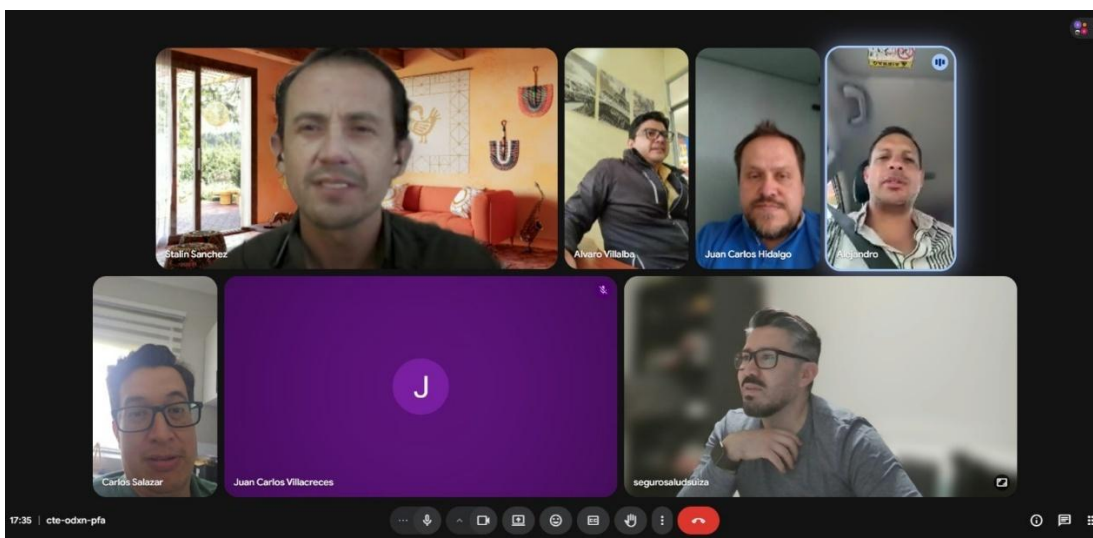 Stalin Sanchez
Alvaro Villalba
Juan Carlos Hidalgo
Alejandro
Carlos Salazar
J
Juan Carlos Villacreces
segurosaludsuiza
17:35 | cte-odxn-pfa